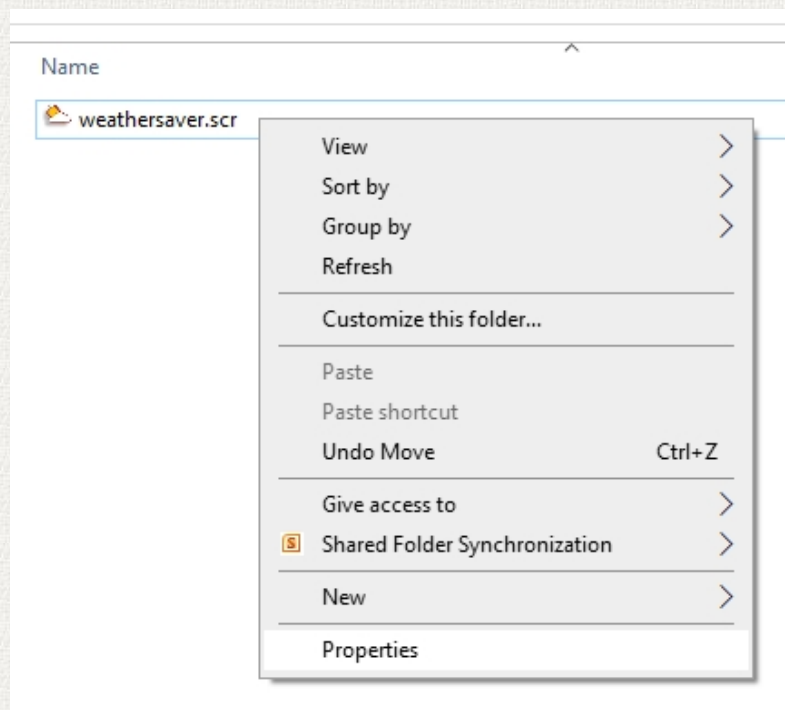 Name
weathersaver.scr
View
Sort by
Group by
Refresh
Customize this folder...
Paste
Paste shortcut
Undo Move Ctrl+Z
Give access to
S Shared Folder Synchronization
New
Properties